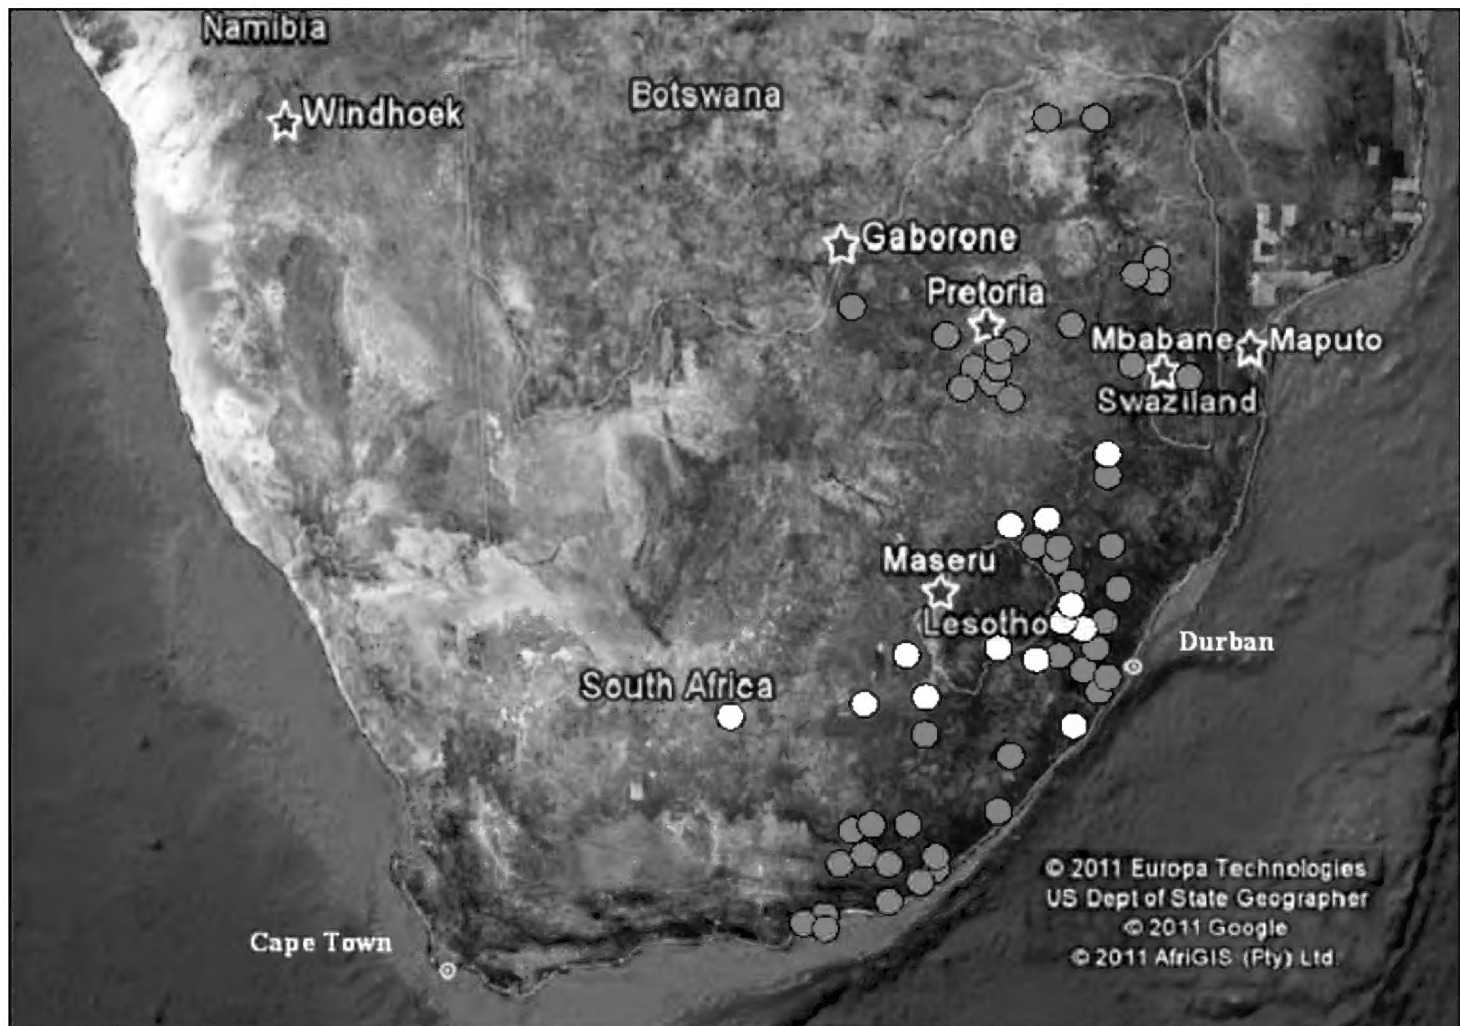 Namibia
Windhoek
Botswana
Gaborone
Pretoria
Mbabane
Maputo
Swaziland
Maseru
Lesotho
Durban
South Africa
Cape Town
© 2011 Europa Technologies
US Dept of State Geographer
© 2011 Google
© 2011 AfriGIS (Pty) Ltd.